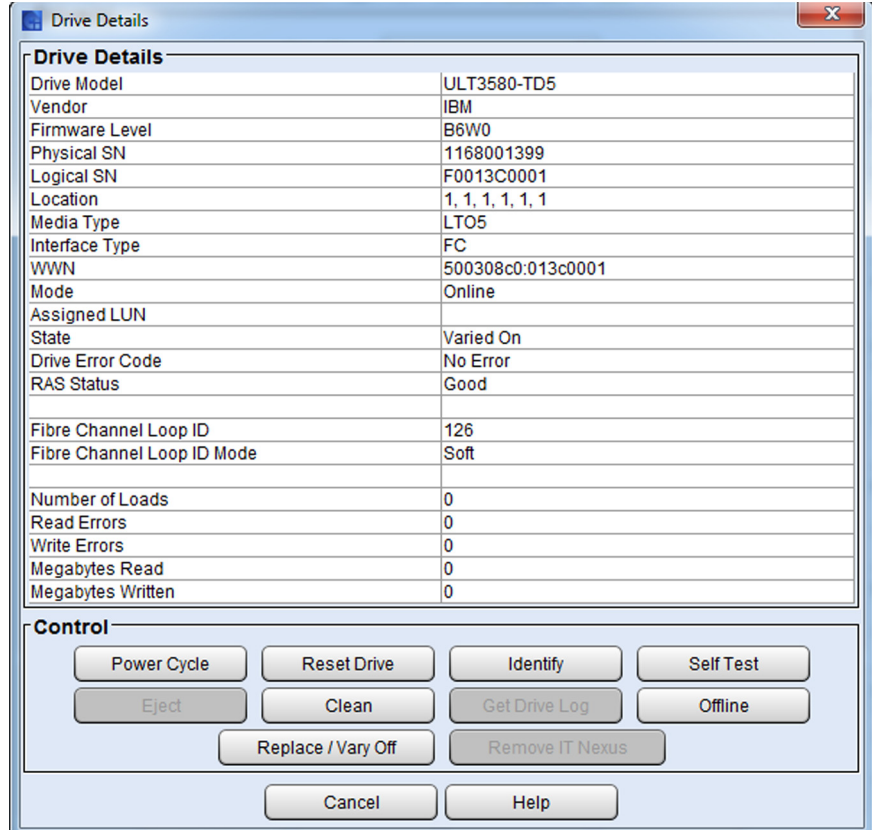 Drive Details
Drive Details
Drive Model ULT3580-TD5
Vendor IBM
Firmware Level B6W0
Physical SN 1168001399
Logical SN F0013C0001
Location 1, 1, 1, 1, 1, 1
Media Type LTO5
Interface Type FC
WWN 500308c0:013c0001
Mode Online
Assigned LUN
State Varied On
Drive Error Code No Error
RAS Status Good
Fibre Channel Loop ID 126
Fibre Channel Loop ID Mode Soft
Number of Loads 0
Read Errors 0
Write Errors 0
Megabytes Read 0
Megabytes Written 0
Control
Power Cycle Reset Drive Identify Self Test
Eject Clean Get Drive Log Offline
Replace / Vary Off Remove IT Nexus
Cancel Help